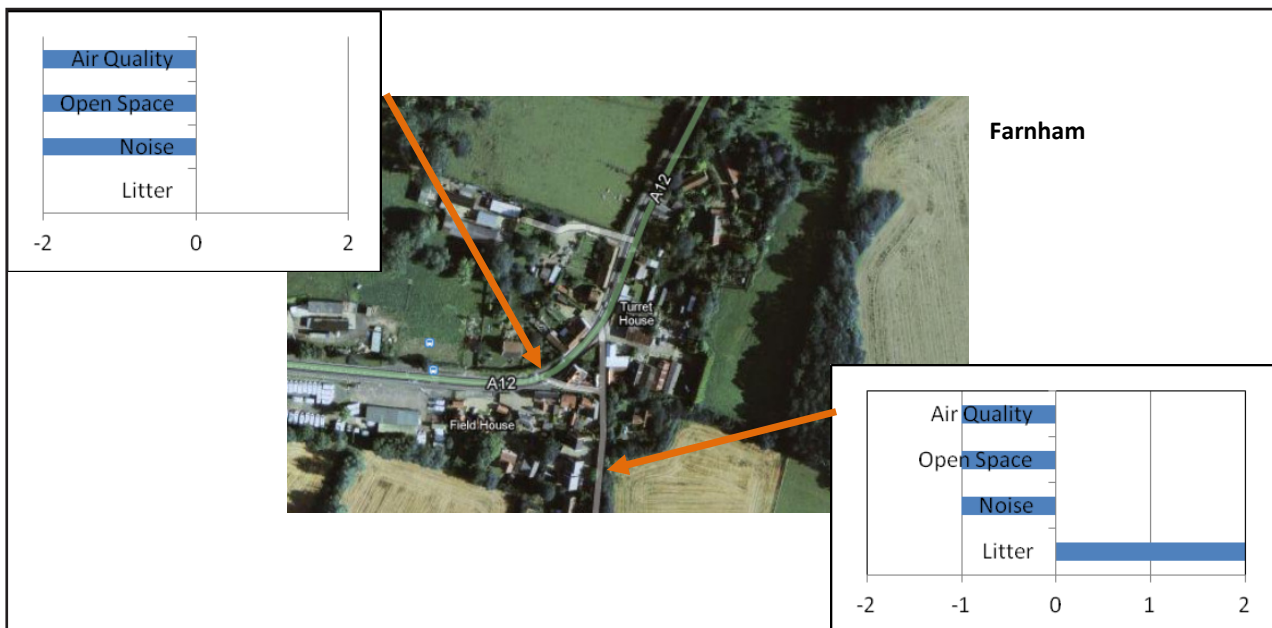 Air Quality
Open Space
Noise
Litter
-2 0 2
Farnham
A12
Turret
House
A12
Field House
Air Quality
Open Space
Noise
Litter
-2 -1 0 1 2